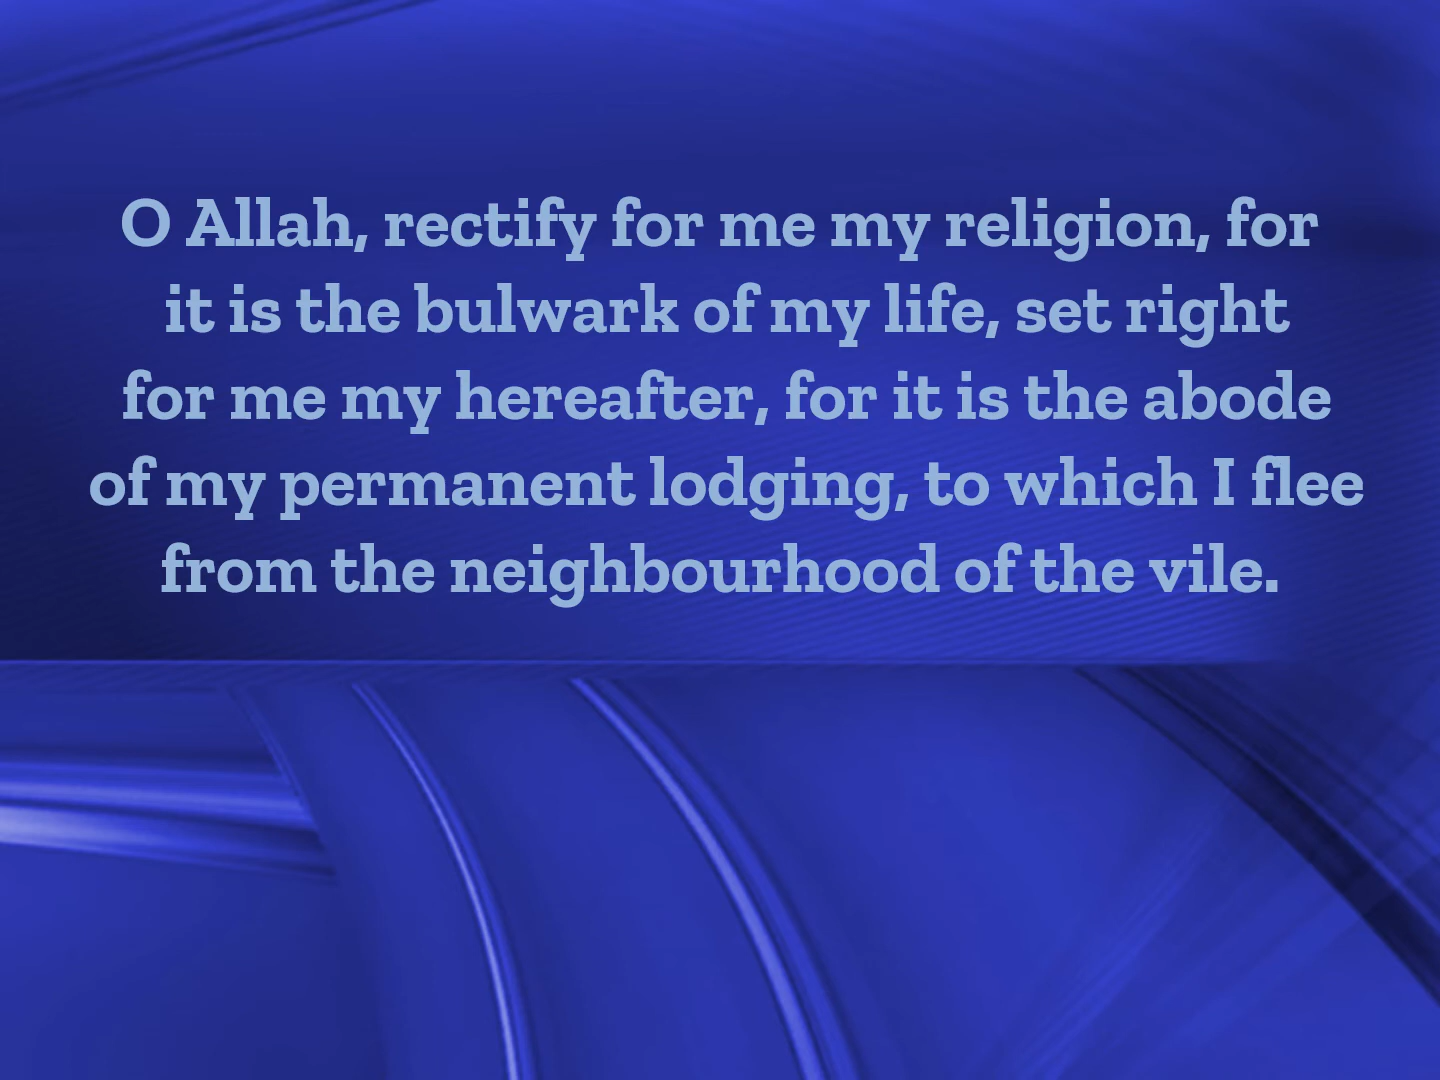 O Allah, rectify for me my religion, for
it is the bulwark of my life, set right
for me my hereafter, for it is the abode
of my permanent lodging, to which I flee
from the neighbourhood of the vile.